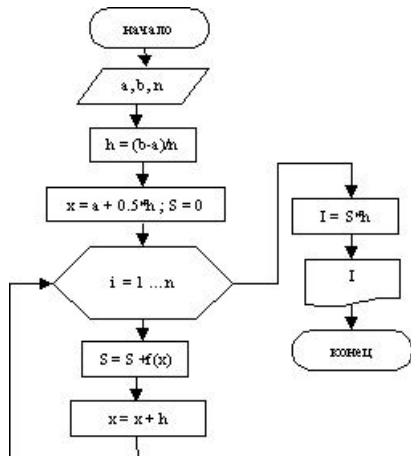 начало
a, b, n
h = (b-a)/n
x = a + 0.5*h ; S = 0
i = 1 ... n
S = S +f(x)
x = x + h
I = S*h
I
конец